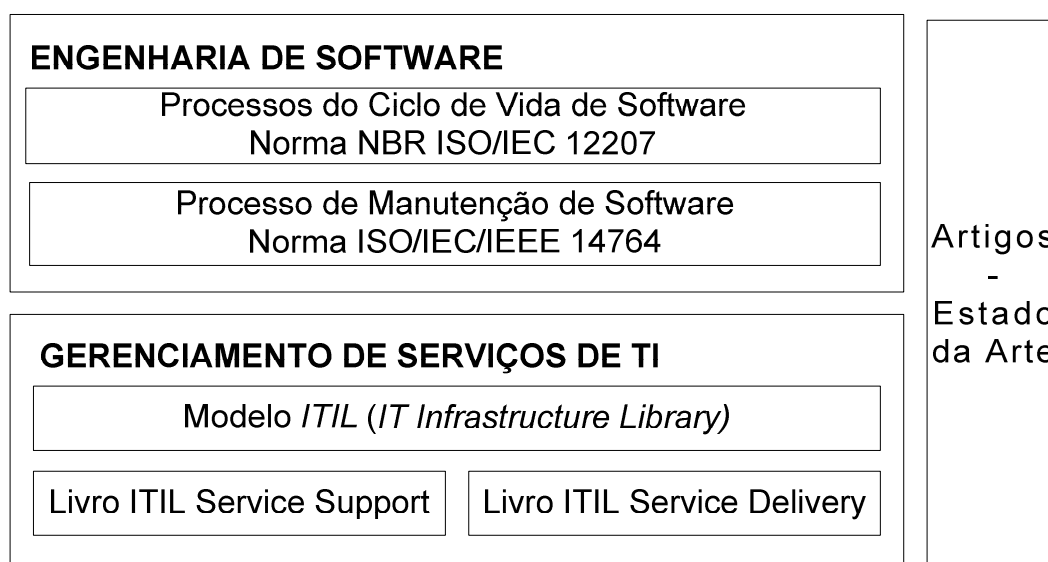 ENGENHARIA DE SOFTWARE
Processos do Ciclo de Vida de Software
Norma NBR ISO/IEC 12207
Processo de Manutenção de Software
Norma ISO/IEC/IEEE 14764
GERENCIAMENTO DE SERVIÇOS DE TI
Modelo ITIL (IT Infrastructure Library)
Livro ITIL Service Support
Livro ITIL Service Delivery
Artigos
-
Estado
da Arte